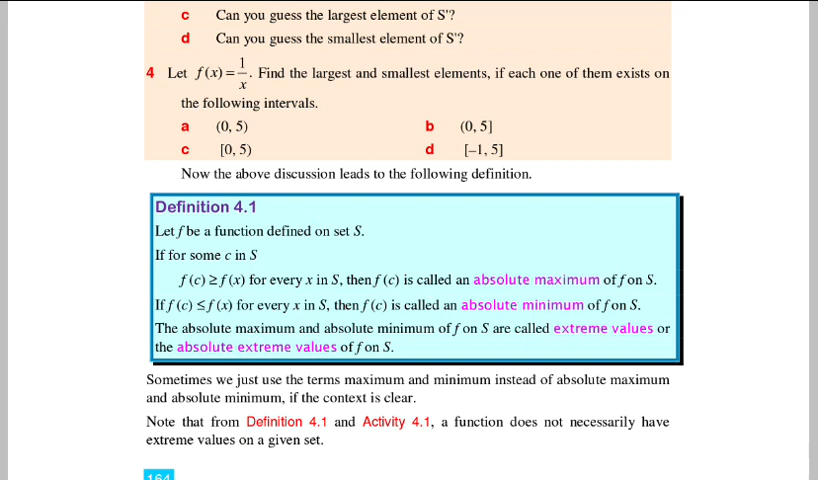 c Can you guess the largest element of S'?
d Can you guess the smallest element of S'?
4 Let f(x) = 1/x. Find the largest and smallest elements, if each one of them exists on
the following intervals.
a (0, 5) b (0, 5]
c [0, 5) d [–1, 5]
Now the above discussion leads to the following definition.
Definition 4.1
Let f be a function defined on set S.
If for some c in S
f (c) ≥ f (x) for every x in S, then f (c) is called an absolute maximum of f on S.
If f (c) ≤ f (x) for every x in S, then f (c) is called an absolute minimum of f on S.
The absolute maximum and absolute minimum of f on S are called extreme values or
the absolute extreme values of f on S.
Sometimes we just use the terms maximum and minimum instead of absolute maximum
and absolute minimum, if the context is clear.
Note that from Definition 4.1 and Activity 4.1, a function does not necessarily have
extreme values on a given set.
164